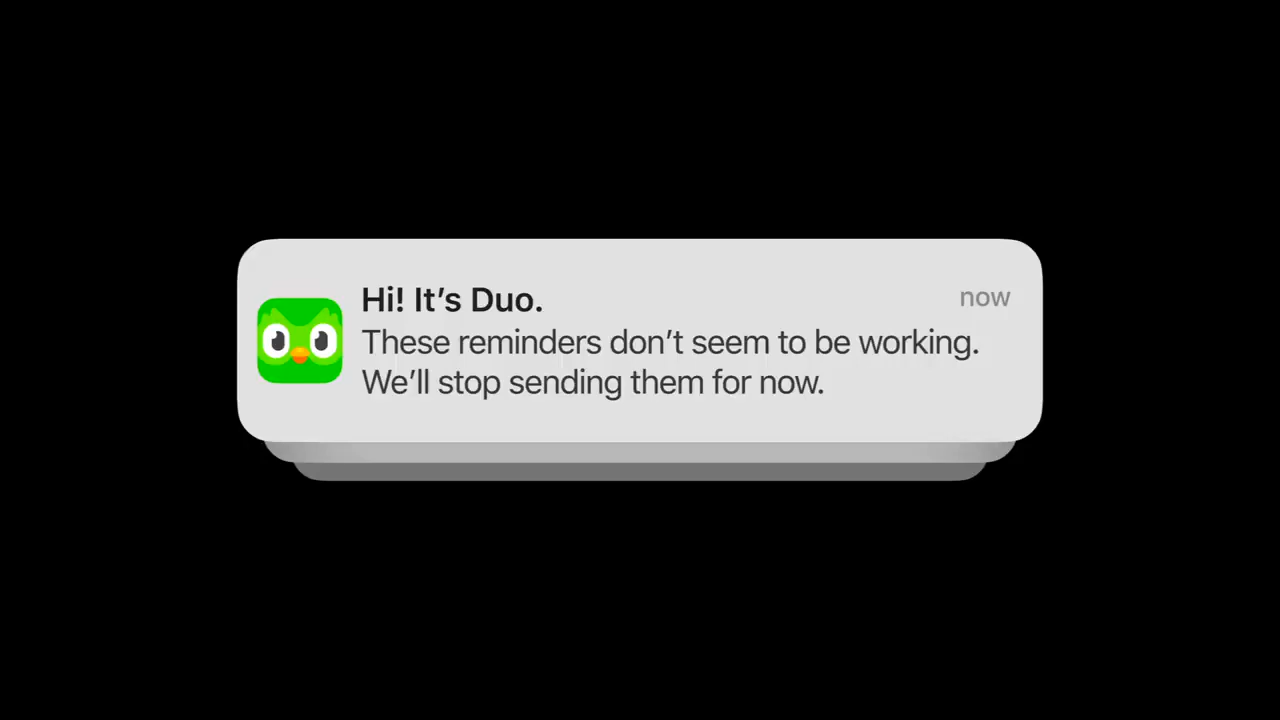 Hi! It’s Duo.
now
These reminders don’t seem to be working.
We’ll stop sending them for now.